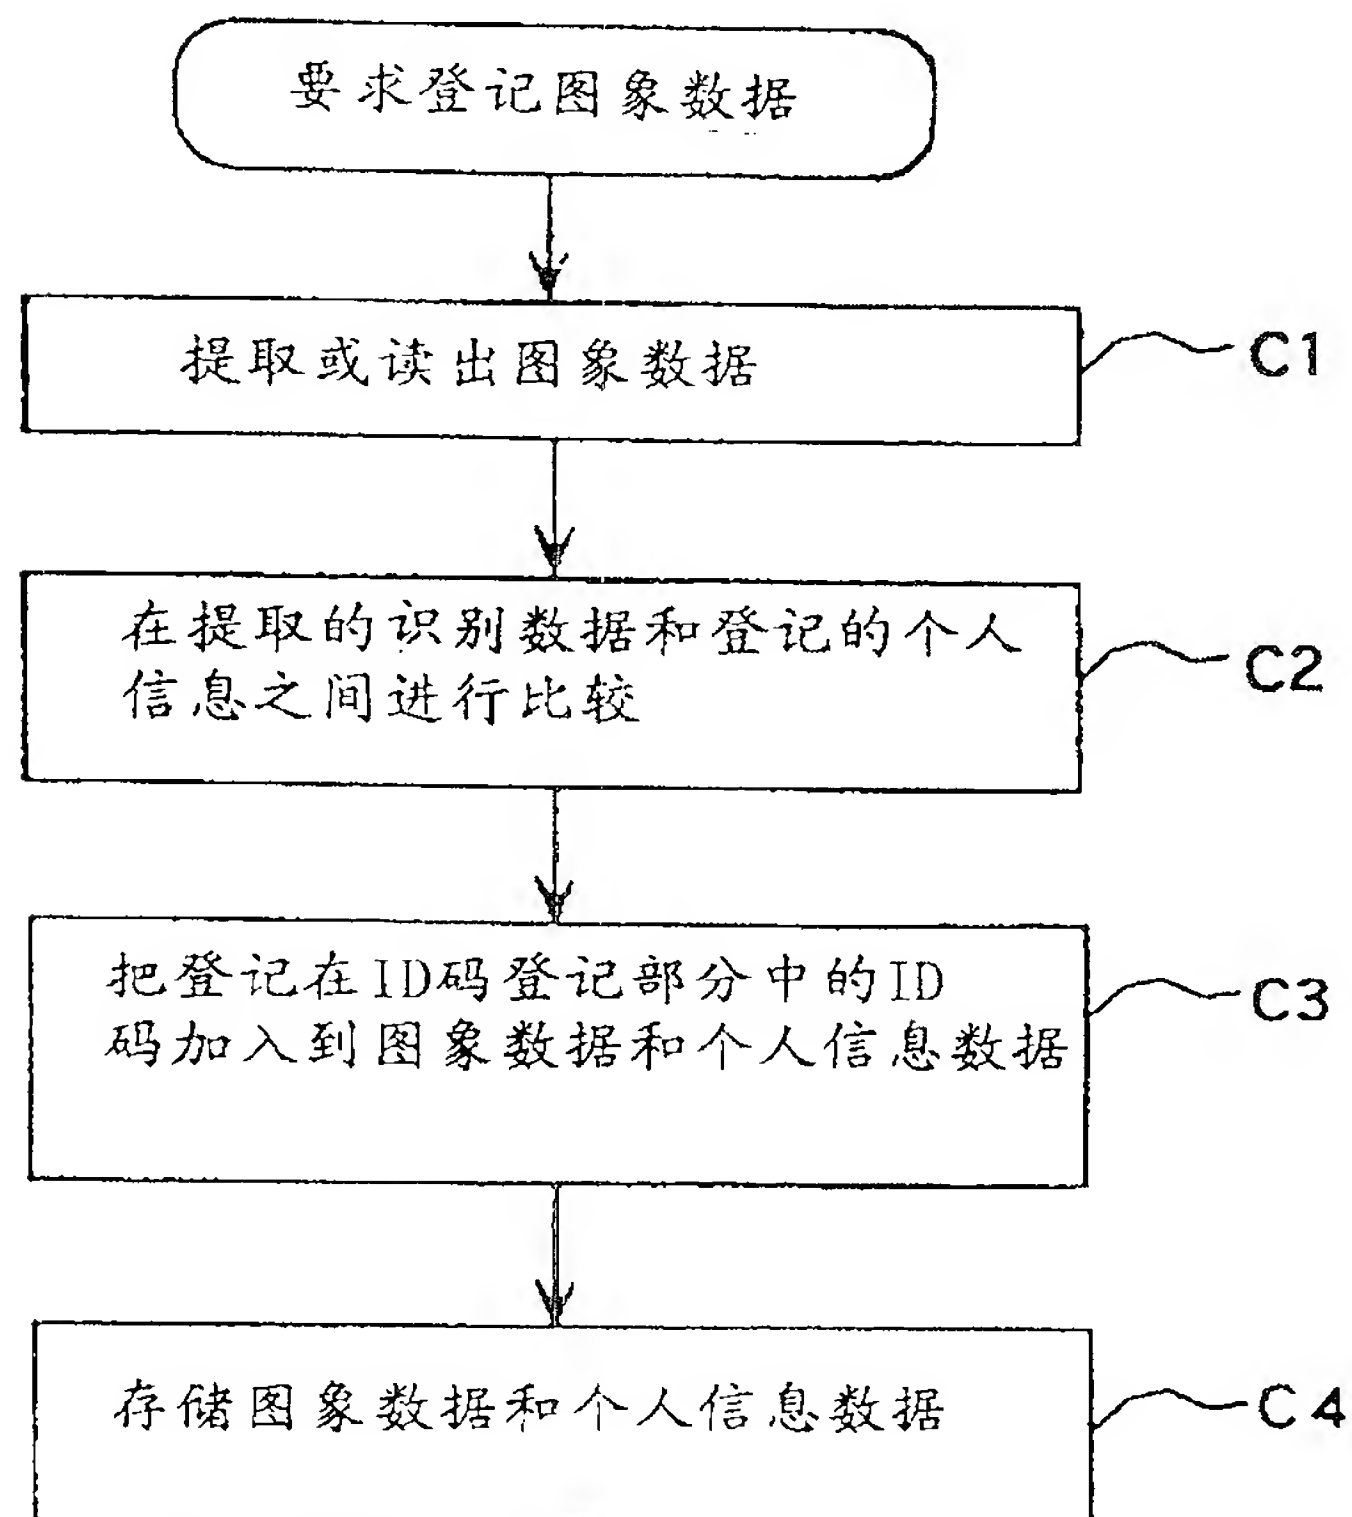 要求登记图象数据
提取或读出图象数据
C1
在提取的识别数据和登记的个人
信息之间进行比较
C2
把登记在ID码登记部分中的ID
码加入到图象数据和个人信息数据
C3
存储图象数据和个人信息数据
C4